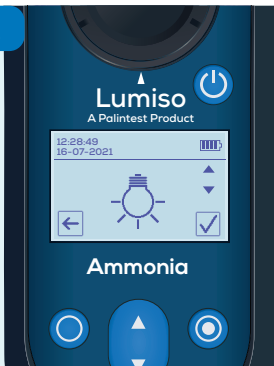 Lumiso
A Palintest Product
12:28:49
16-07-2021
Ammonia